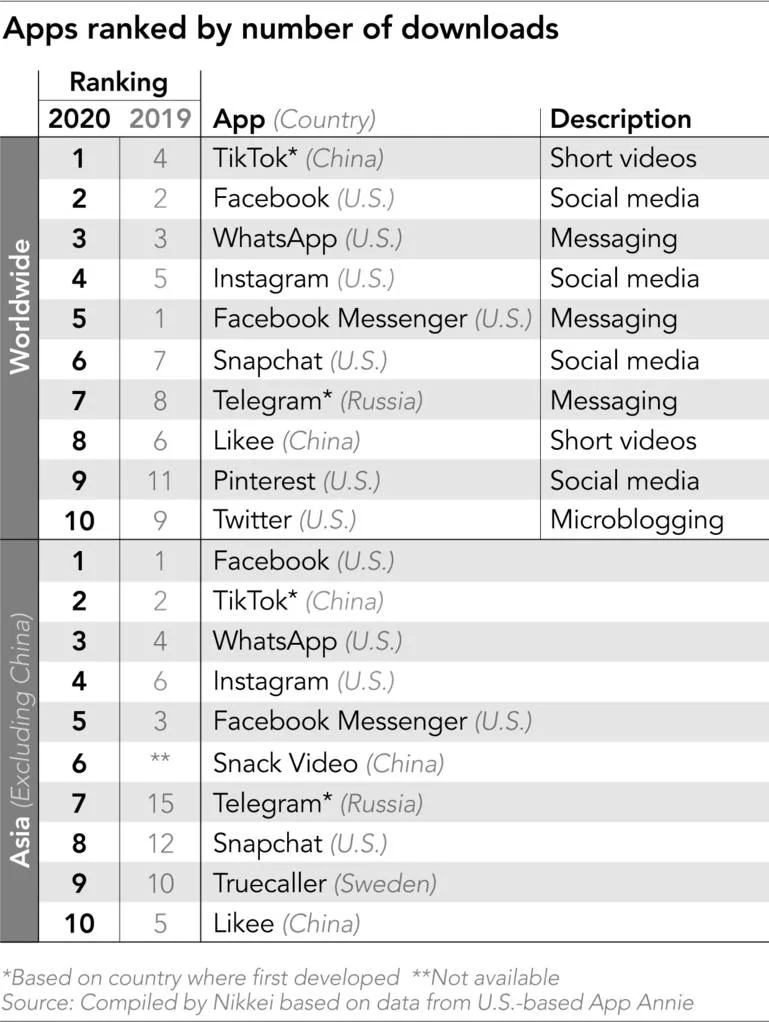 Apps ranked by number of downloads
Ranking
2020 2019 App (Country) Description
Worldwide
1 4 TikTok* (China) Short videos
2 2 Facebook (U.S.) Social media
3 3 WhatsApp (U.S.) Messaging
4 5 Instagram (U.S.) Social media
5 1 Facebook Messenger (U.S.) Messaging
6 7 Snapchat (U.S.) Social media
7 8 Telegram* (Russia) Messaging
8 6 Likee (China) Short videos
9 11 Pinterest (U.S.) Social media
10 9 Twitter (U.S.) Microblogging
Asia (Excluding China)
1 1 Facebook (U.S.)
2 2 TikTok* (China)
3 4 WhatsApp (U.S.)
4 6 Instagram (U.S.)
5 3 Facebook Messenger (U.S.)
6 ** Snack Video (China)
7 15 Telegram* (Russia)
8 12 Snapchat (U.S.)
9 10 Truecaller (Sweden)
10 5 Likee (China)
*Based on country where first developed **Not available
Source: Compiled by Nikkei based on data from U.S.-based App Annie